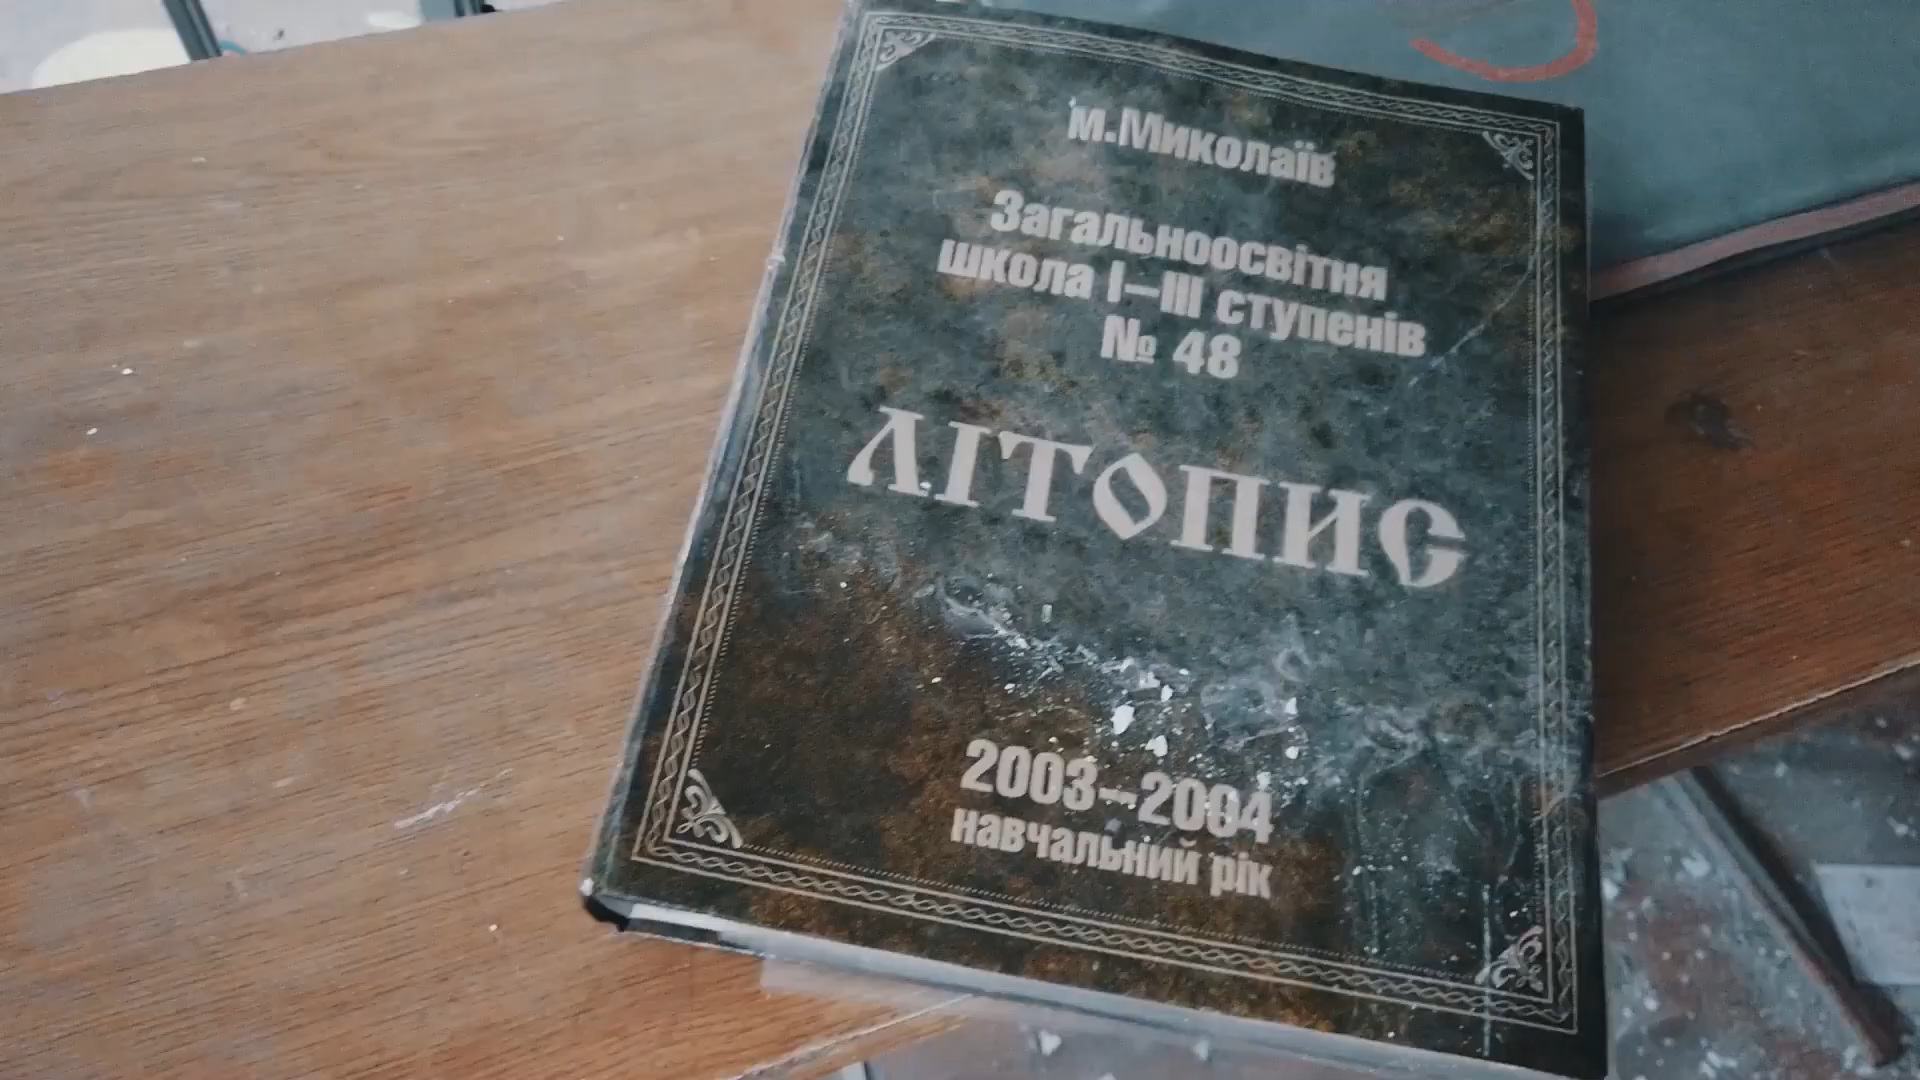 м.Миколаїв
Загальноосвітня
школа I–III ступенів
№ 48
ЛІТОПИС
2003–2004
навчальний рік